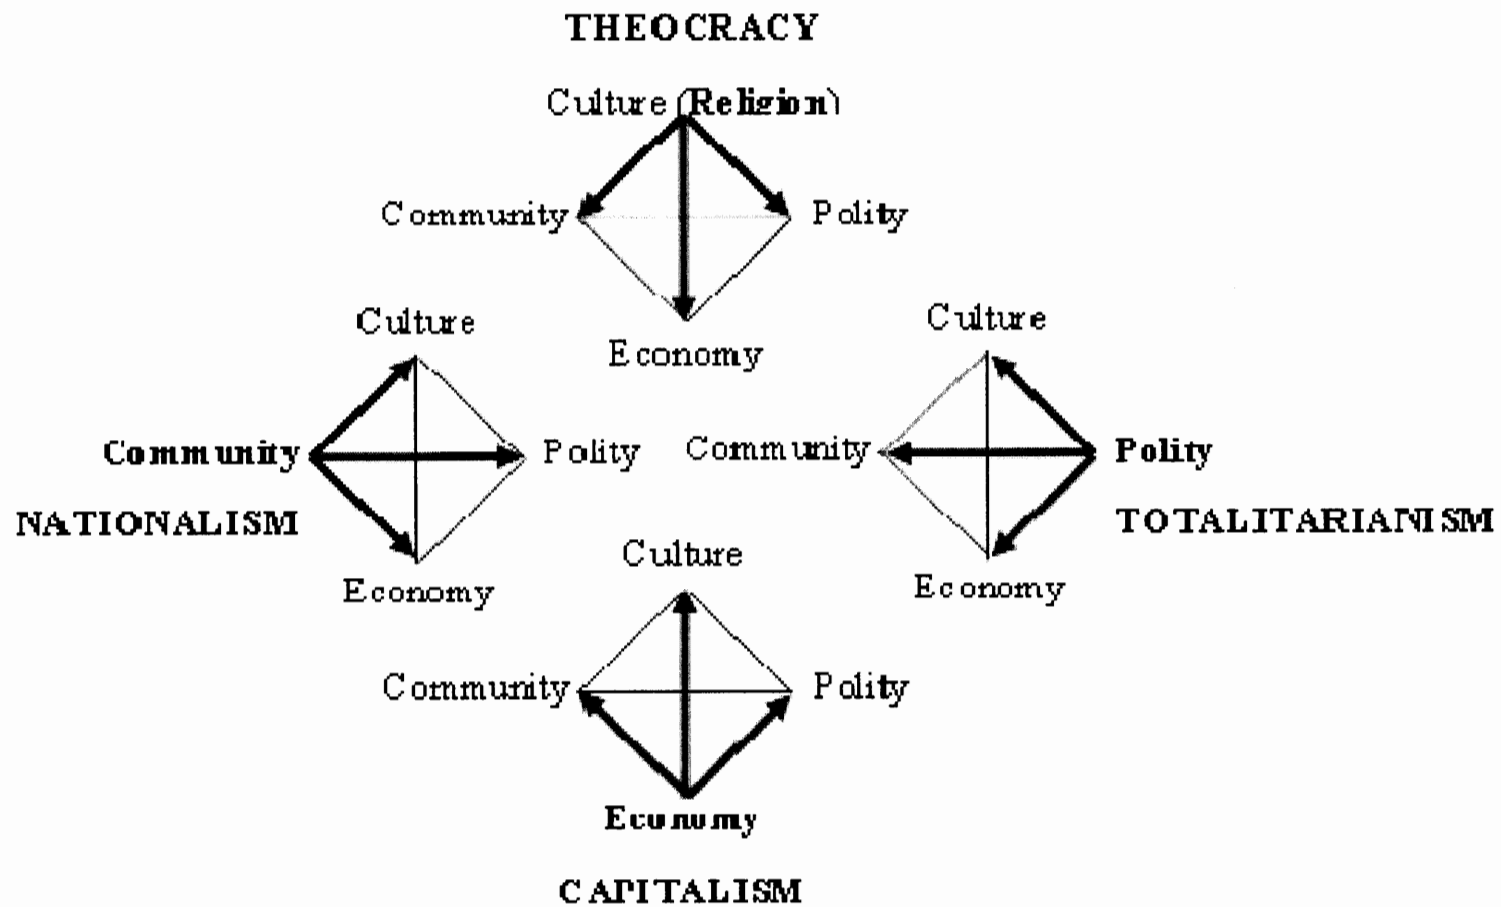 THEOCRACY
Culture (Religion)
Community Polity
Economy
Culture Culture
Community Polity Community Polity
NATIONALISM TOTALITARIANISM
Culture
Economy Economy
Community Polity
Economy
CAPITALISM